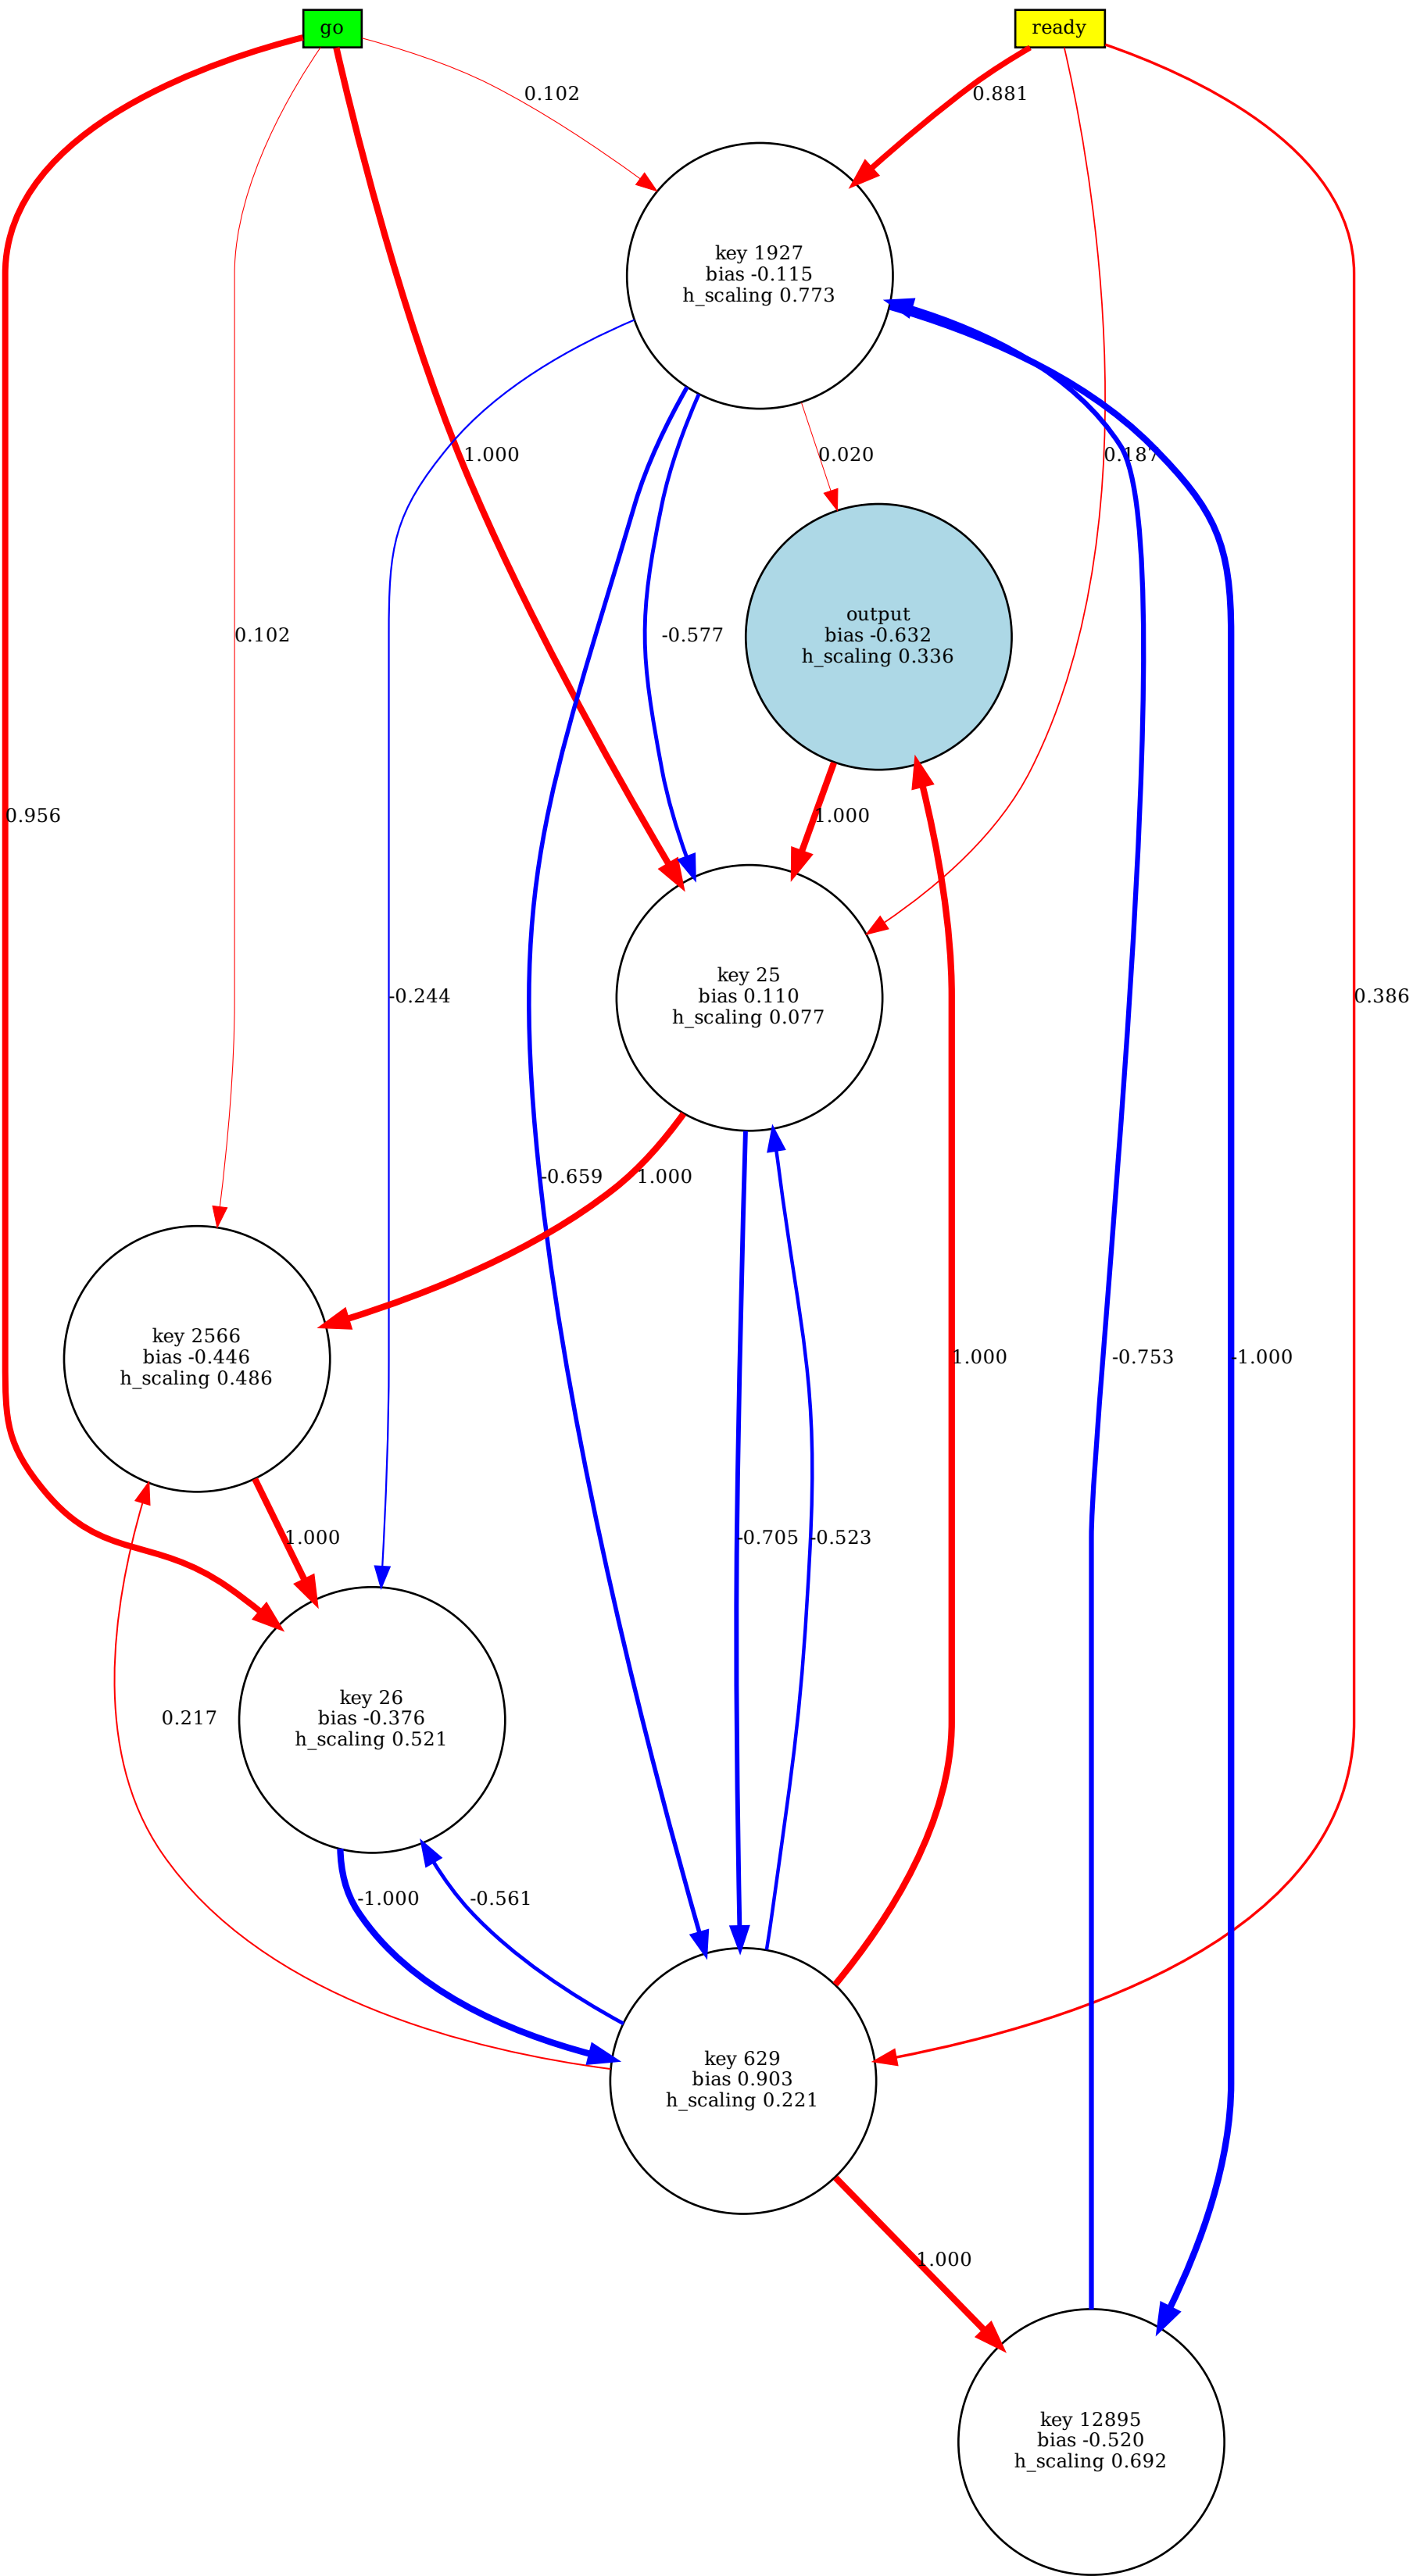 go
ready
0.102
0.881
key 1927
bias -0.115
h_scaling 0.773
1.000
0.020
0.187
output
bias -0.632
h_scaling 0.336
0.102
-0.577
0.956
1.000
key 25
bias 0.110
h_scaling 0.077
-0.244
0.386
-0.659
1.000
key 2566
bias -0.446
h_scaling 0.486
1.000
-0.753
-1.000
1.000
-0.705
-0.523
key 26
bias -0.376
h_scaling 0.521
0.217
-1.000
-0.561
key 629
bias 0.903
h_scaling 0.221
1.000
key 12895
bias -0.520
h_scaling 0.692